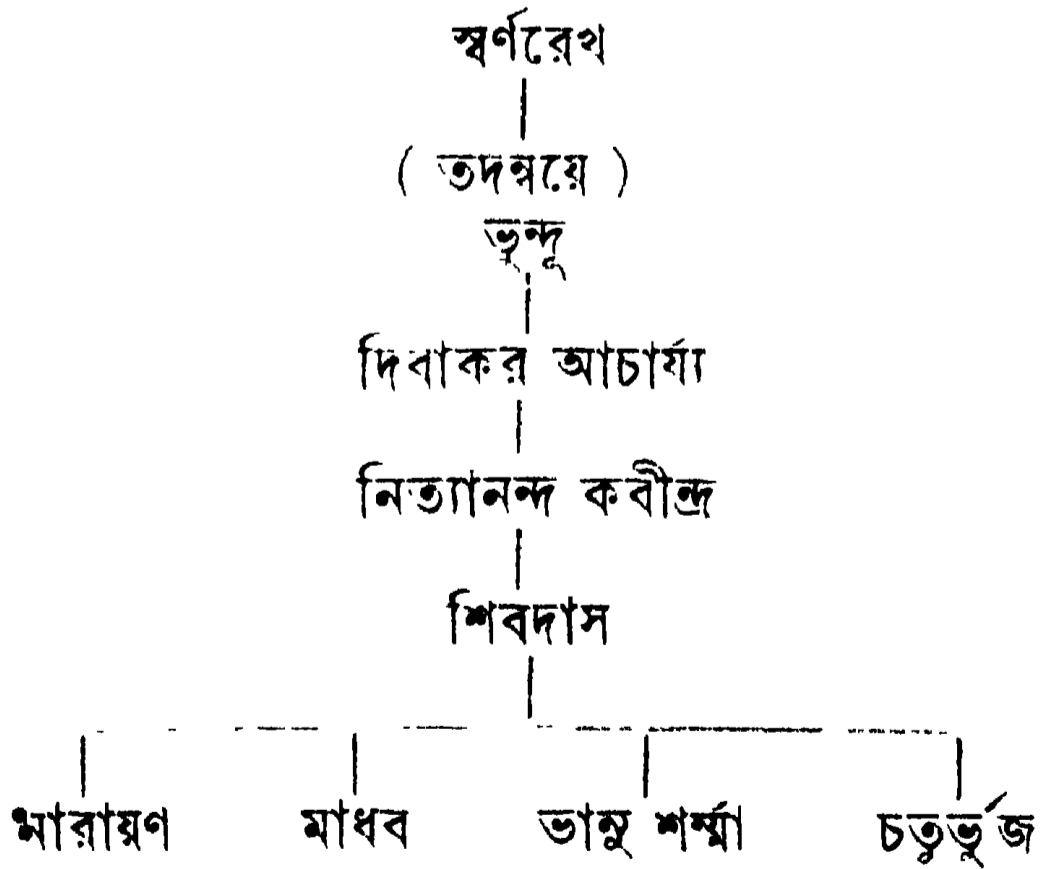 স্বর্ণরেখ
( তদন্বয়ে )
ভৃন্দূ
দিবাকর আচার্য্য
নিত্যানন্দ কবীন্দ্র
শিবদাস
নারায়ণ মাধব ভানু শর্ম্মা চতুর্ভুজ